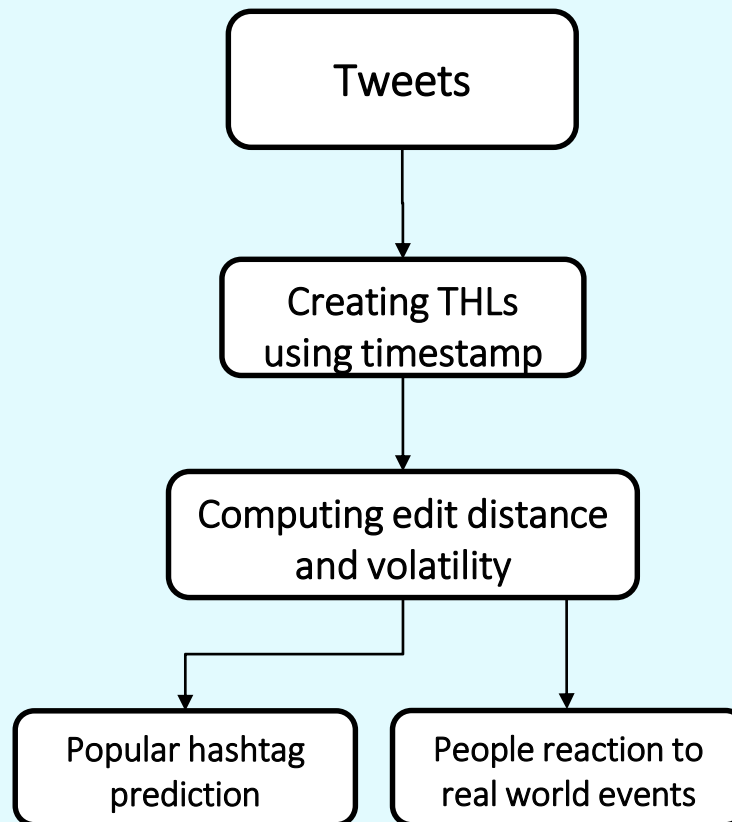 Tweets
Creating THLs
using timestamp
Computing edit distance
and volatility
Popular hashtag
prediction
People reaction to
real world events